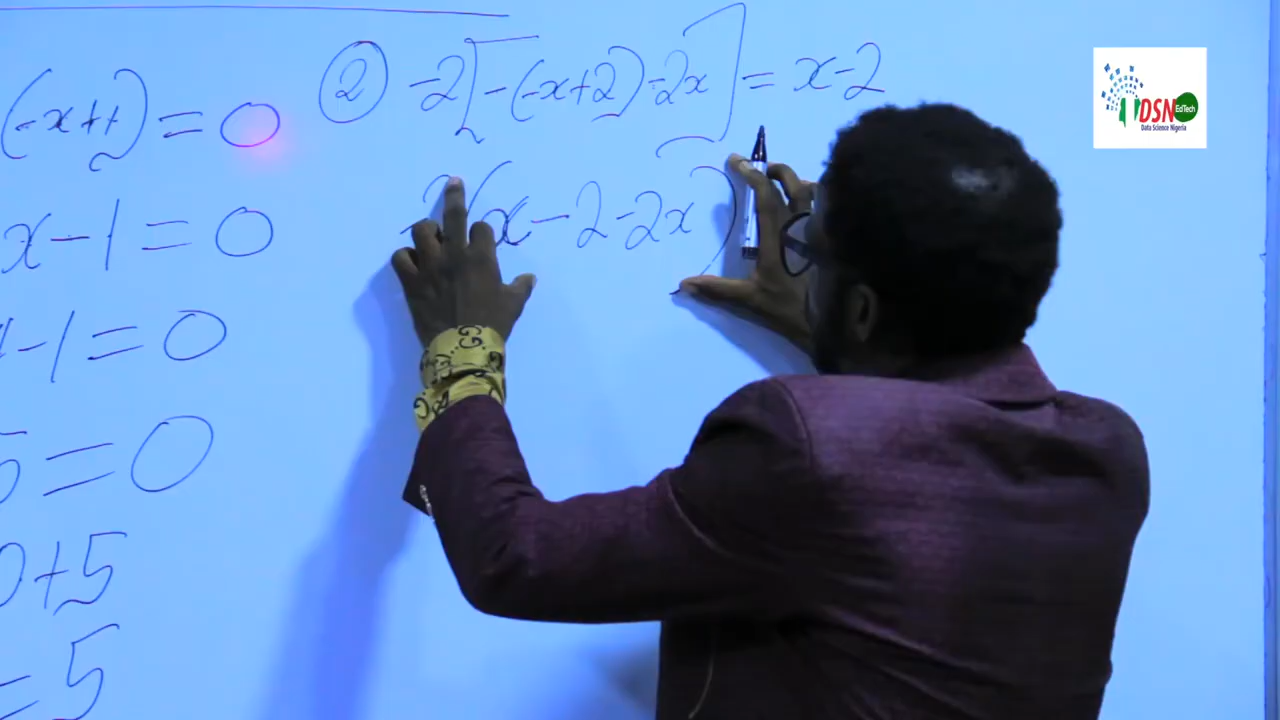 (-x+1) = 0
x-1 = 0
-1 = 0
= 0
+5
= 5
② -2[-(-x+2)-2x] = x-2
(x-2-2x)
DSN
EdTech
Data Science Nigeria